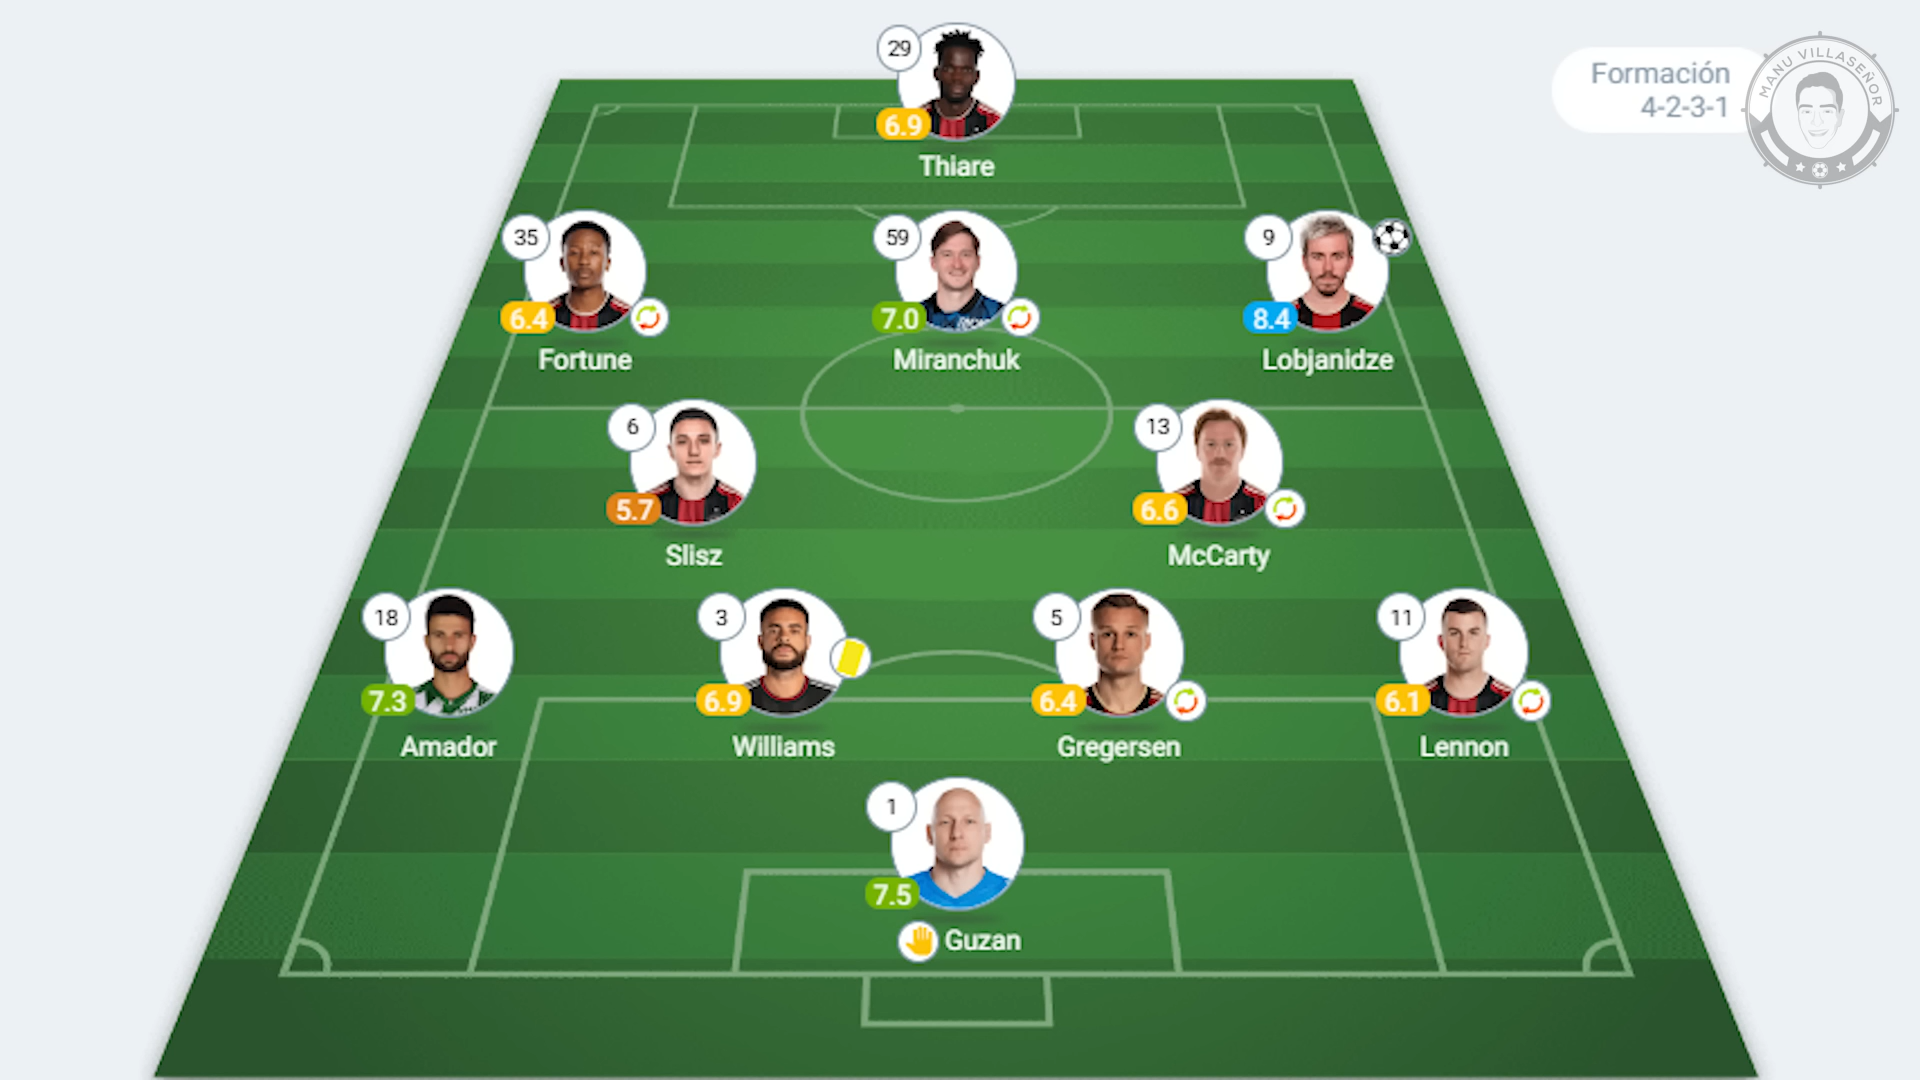 29
6.9
Thiare
Formación
4-2-3-1
MANU VILLASEÑOR
35
6.4
Fortune
59
7.0
Miranchuk
9
8.4
Lobjanidze
6
5.7
Slisz
13
6.6
McCarty
18
7.3
Amador
3
6.9
Williams
5
6.4
Gregersen
11
6.1
Lennon
1
7.5
Guzan